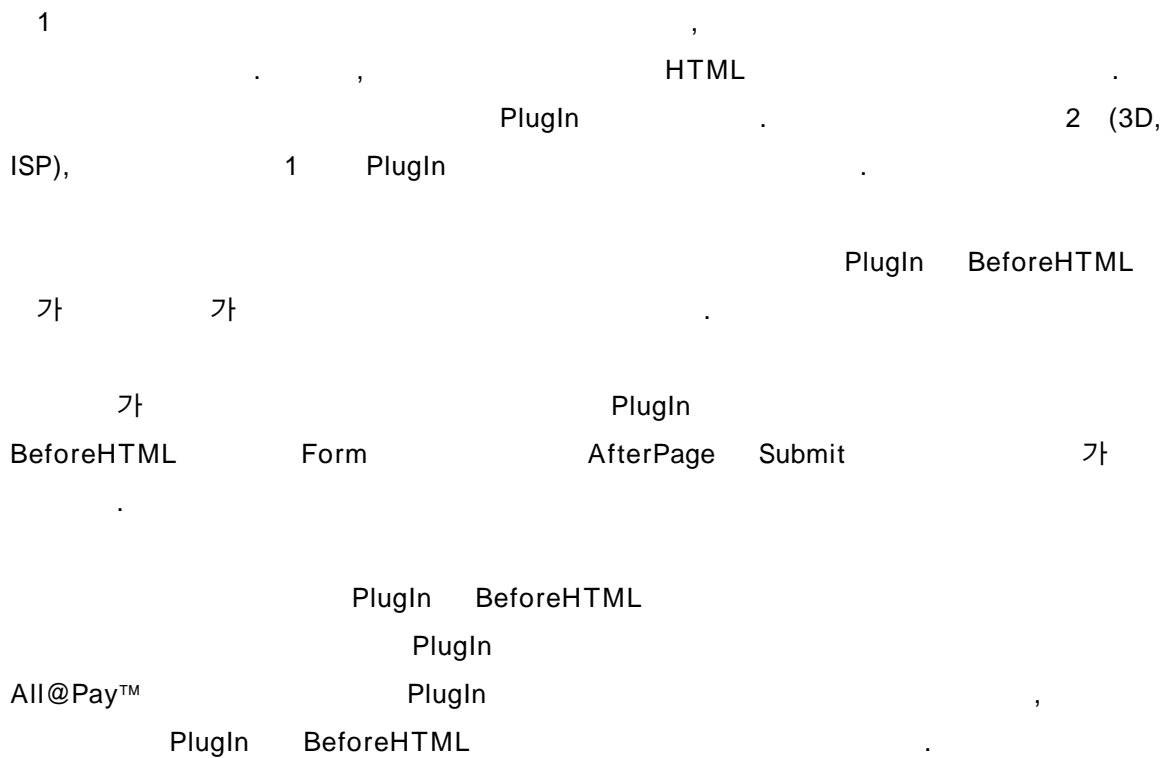 1 ,
. , HTML .
PlugIn . 2 (3D,
ISP), 1 PlugIn .
PlugIn BeforeHTML
가 가 .
가 PlugIn
BeforeHTML Form AfterPage Submit 가
.
PlugIn BeforeHTML
PlugIn
All@Pay™ PlugIn ,
PlugIn BeforeHTML .